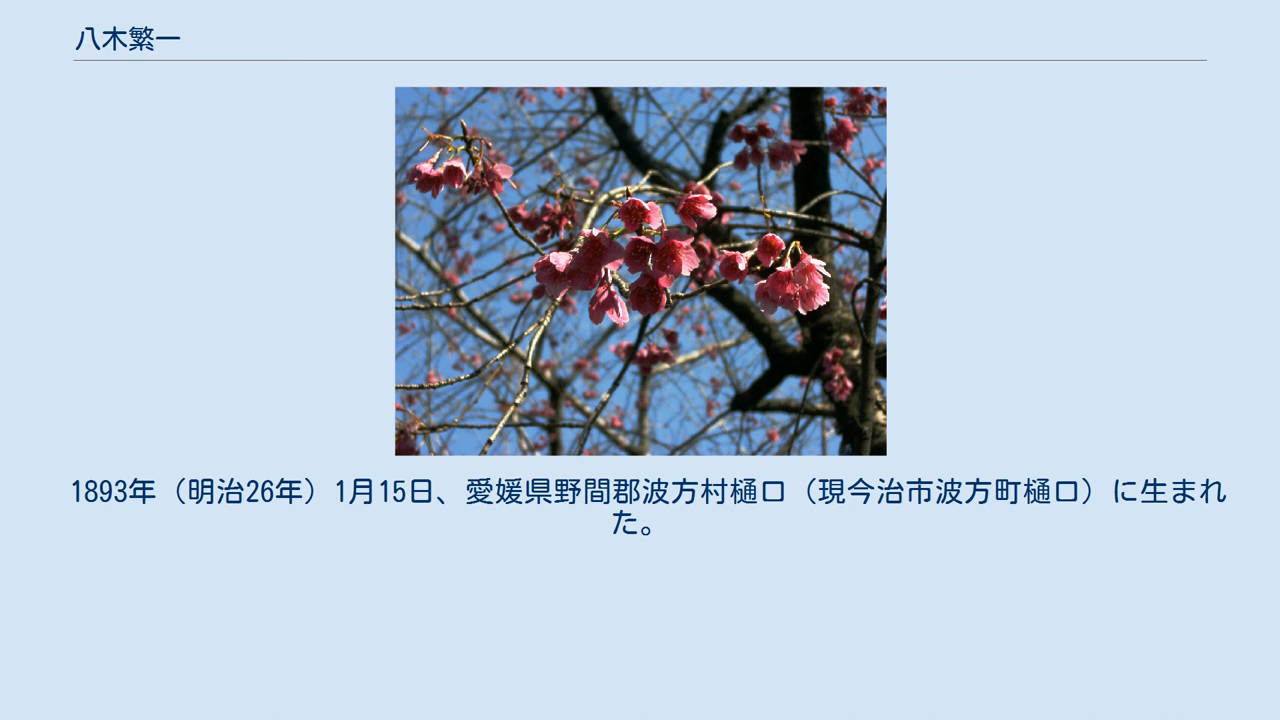 八木繁一
1893年（明治26年）1月15日、愛媛県野間郡波方村樋口（現今治市波方町樋口）に生まれ
た。